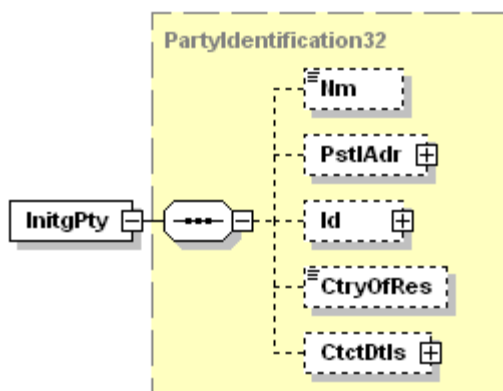 PartyIdentification32
Nm
PstlAdr
InitgPty
Id
CtryOfRes
CtctDtls